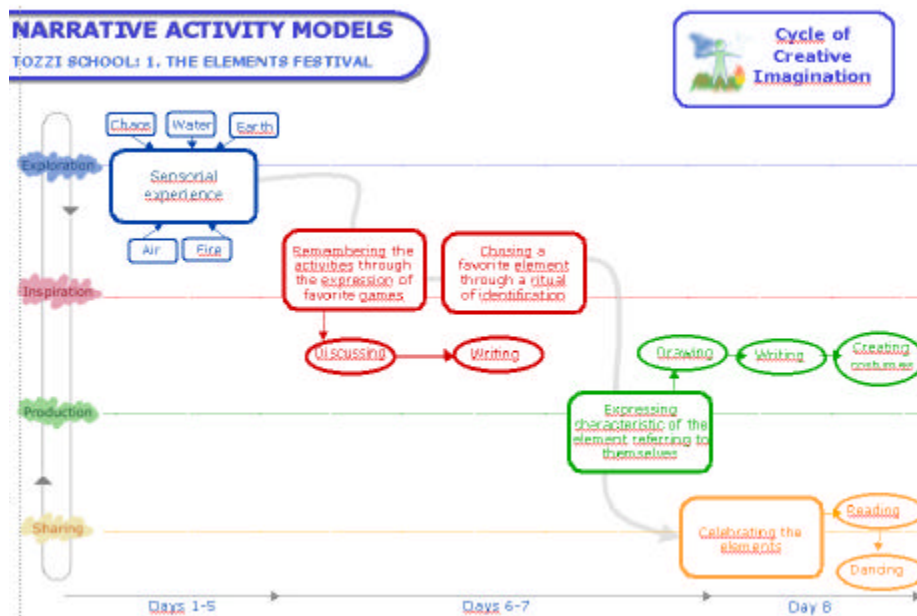 NARRATIVE ACTIVITY MODELS
TOZZI SCHOOL: 1. THE ELEMENTS FESTIVAL
Cycle of
Creative
Imagination
Chaos
Water
Earth
Exploration
Sensorial
experience
Air
Fire
Remembering the
activities through
the expression of
favorite games
Chosing a
favorite element
through a ritual
of identification
Inspiration
Discussing
Writing
Drawing
Writing
Creating
costumes
Production
Expressing
characteristic of the
element referring to
themselves
Sharing
Celebrating the
elements
Reading
Dancing
Days 1-5
Days 6-7
Day 8